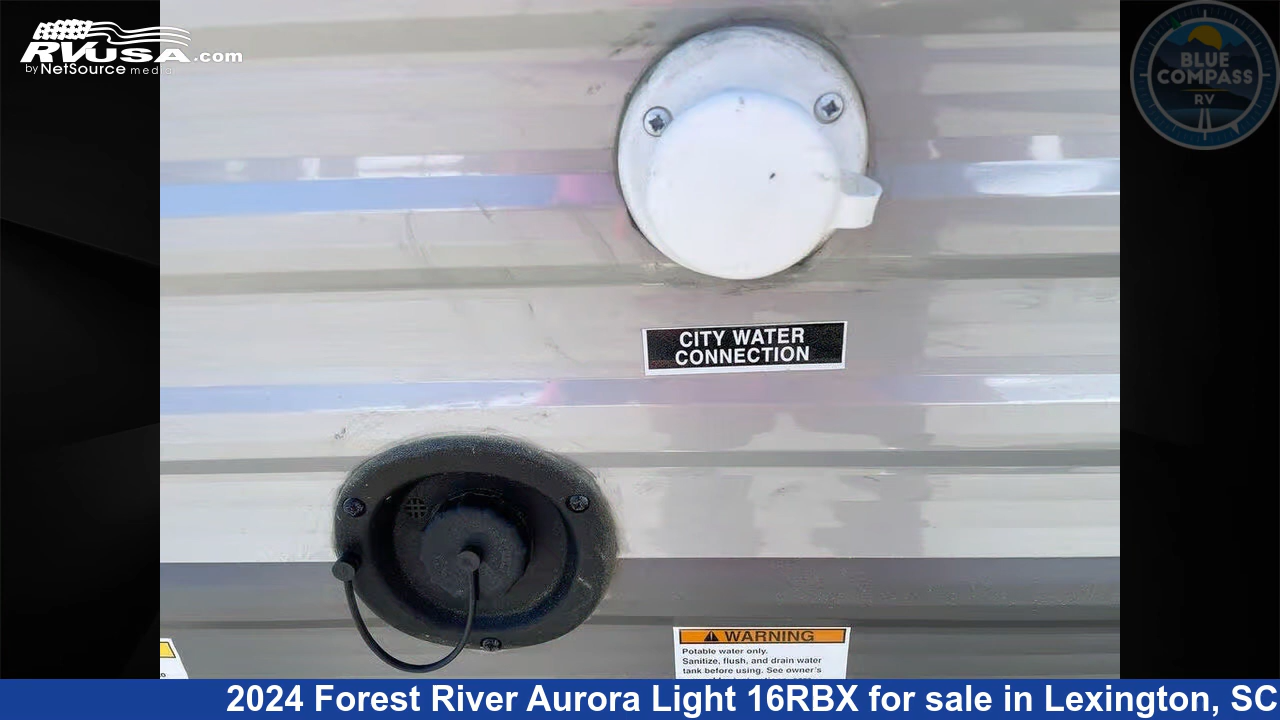 RVUSA.com
by NetSource media
BLUE
COMPASS
RV
CITY WATER
CONNECTION
WARNING
Potable water only.
Sanitize, flush, and drain water
tank before using. See owner's
2024 Forest River Aurora Light 16RBX for sale in Lexington, SC